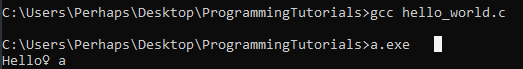 C:\Users\Perhaps\Desktop\ProgrammingTutorials>gcc hello_world.c
C:\Users\Perhaps\Desktop\ProgrammingTutorials>a.exe
Hello♀ a